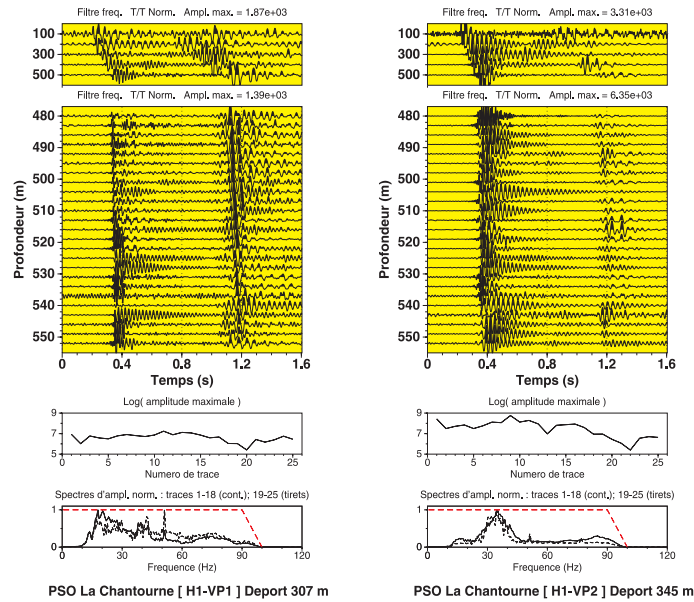 Filtre freq. T/T Norm. Ampl. max. = 1.87e+03
100
300
500
Filtre freq. T/T Norm. Ampl. max. = 1.39e+03
Profondeur (m)
480
490
500
510
520
530
540
550
0 0.4 0.8 1.2 1.6
Temps (s)
Log( amplitude maximale )
9
7
5
0 5 10 15 20 25
Numero de trace
Spectres d'ampl. norm. : traces 1-18 (cont.); 19-25 (tirets)
1
0
0 30 60 90 120
Frequence (Hz)
PSO La Chantourne [ H1-VP1 ] Deport 307 m
Filtre freq. T/T Norm. Ampl. max. = 3.31e+03
100
300
500
Filtre freq. T/T Norm. Ampl. max. = 6.35e+03
Profondeur (m)
480
490
500
510
520
530
540
550
0 0.4 0.8 1.2 1.6
Temps (s)
Log( amplitude maximale )
9
7
5
0 5 10 15 20 25
Numero de trace
Spectres d'ampl. norm. : traces 1-18 (cont.); 19-25 (tirets)
1
0
0 30 60 90 120
Frequence (Hz)
PSO La Chantourne [ H1-VP2 ] Deport 345 m